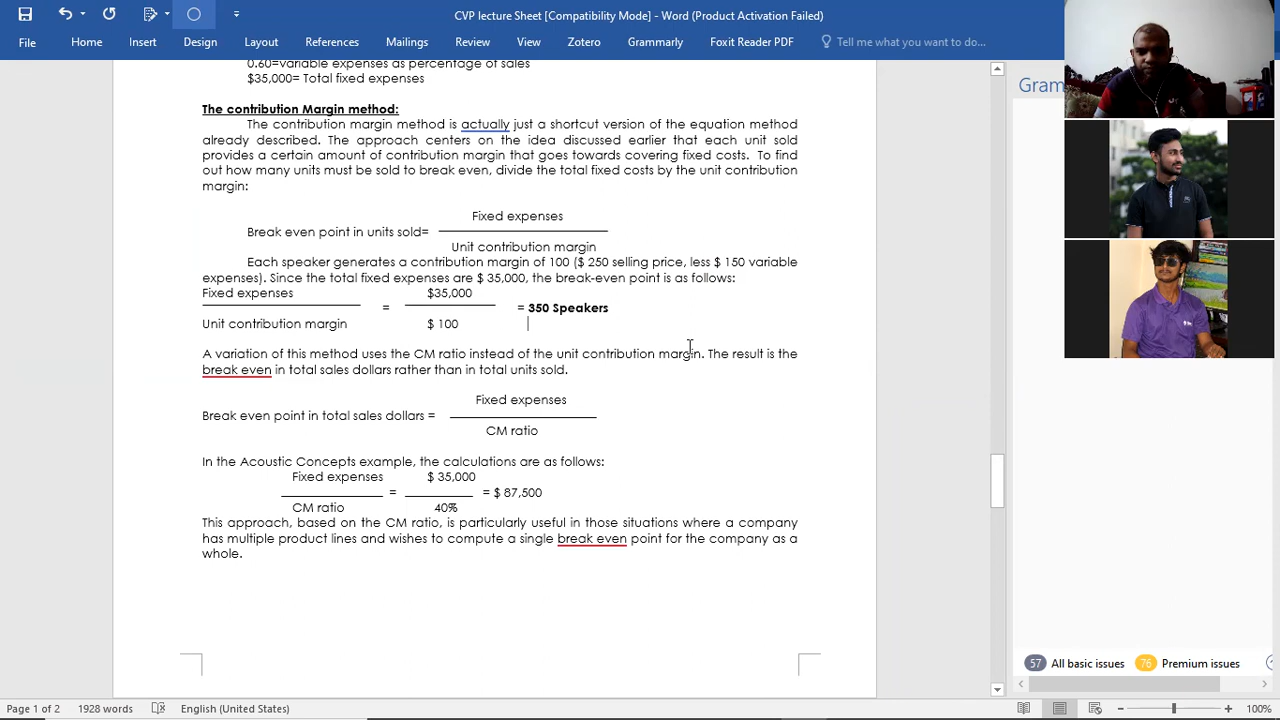 CVP lecture Sheet [Compatibility Mode] - Word (Product Activation Failed)
File Home Insert Design Layout References Mailings Review View Zotero Grammarly Foxit Reader PDF Tell me what you want to do...
0.60=variable expenses as percentage of sales
$35,000= Total fixed expenses
The contribution Margin method:
The contribution margin method is actually just a shortcut version of the equation method
already described. The approach centers on the idea discussed earlier that each unit sold
provides a certain amount of contribution margin that goes towards covering fixed costs. To find
out how many units must be sold to break even, divide the total fixed costs by the unit contribution
margin:
Fixed expenses
Break even point in units sold=
Unit contribution margin
Each speaker generates a contribution margin of 100 ($ 250 selling price, less $ 150 variable
expenses). Since the total fixed expenses are $ 35,000, the break-even point is as follows:
Fixed expenses $35,000
= = 350 Speakers
Unit contribution margin $ 100
A variation of this method uses the CM ratio instead of the unit contribution margin. The result is the
break even in total sales dollars rather than in total units sold.
Fixed expenses
Break even point in total sales dollars =
CM ratio
In the Acoustic Concepts example, the calculations are as follows:
Fixed expenses $ 35,000
= = $ 87,500
CM ratio 40%
This approach, based on the CM ratio, is particularly useful in those situations where a company
has multiple product lines and wishes to compute a single break even point for the company as a
whole.
Gram
57 All basic issues 76 Premium issues
Page 1 of 2 1928 words English (United States) 100%